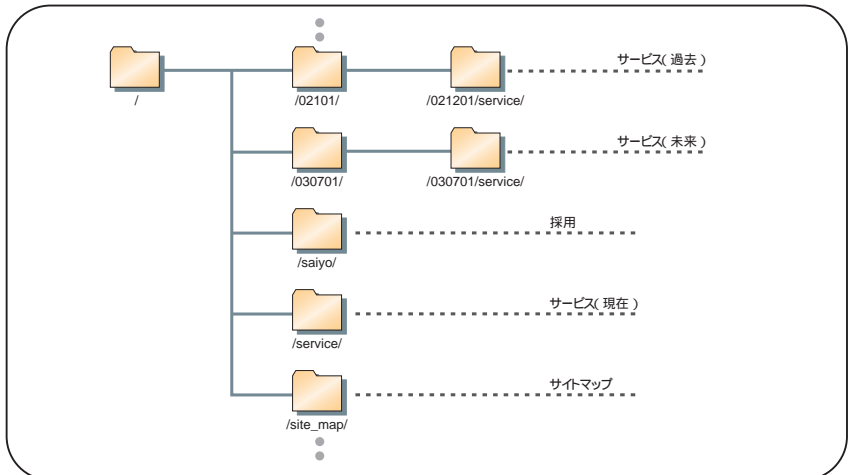 サービス(過去)
/
/02101/
/021201/service/
サービス(未来)
/030701/
/030701/service/
採用
/saiyo/
サービス(現在)
/service/
サイトマップ
/site_map/